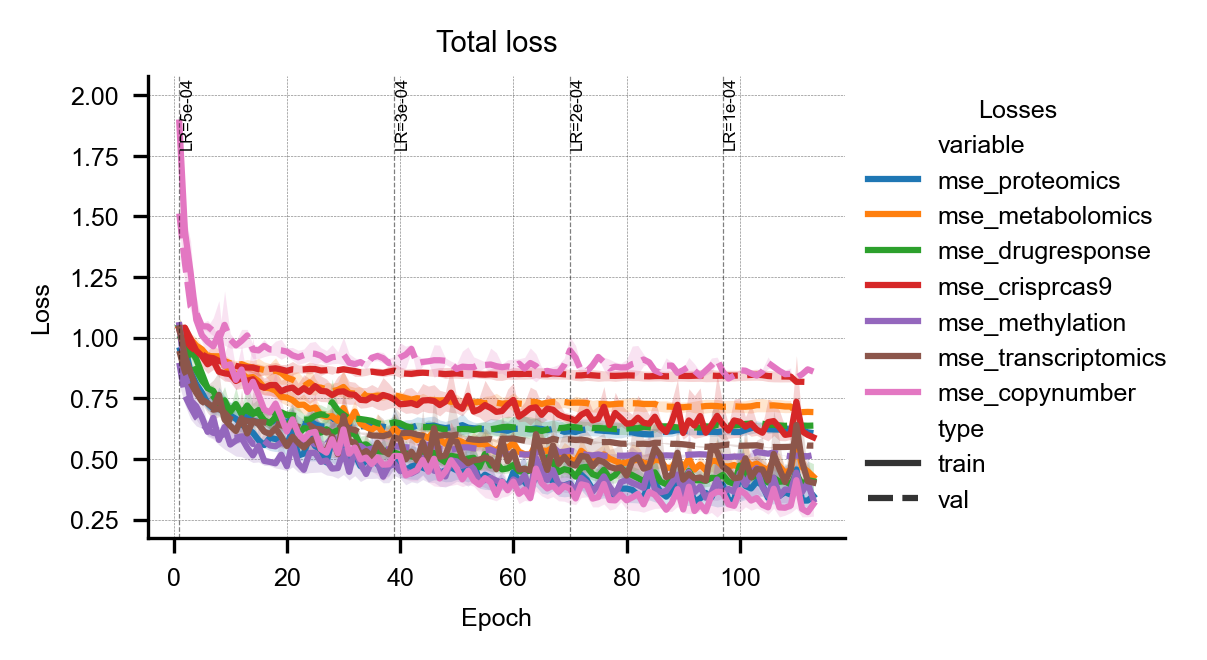 Total loss
LR=5e-04
LR=3e-04
LR=2e-04
LR=1e-04
2.00
1.75
1.50
1.25
1.00
0.75
0.50
0.25
Loss
0
20
40
60
80
100
Epoch
Losses
variable
mse_proteomics
mse_metabolomics
mse_drugresponse
mse_crisprcas9
mse_methylation
mse_transcriptomics
mse_copynumber
type
train
val